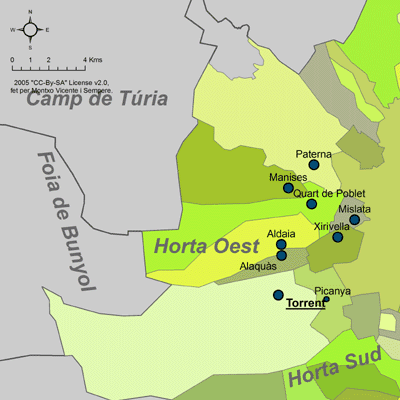 N
W E
S
0 2 4 Kms
2005 "CC-By-SA" License v2.0,
fet per Montxo Vicente i Sempere.
Camp de Túria
Foia de Bunyol
Paterna
Manises
Quart de Poblet
Mislata
Xirivella
Aldaia
Horta Oest
Alaquàs
Picanya
Torrent
Horta Sud